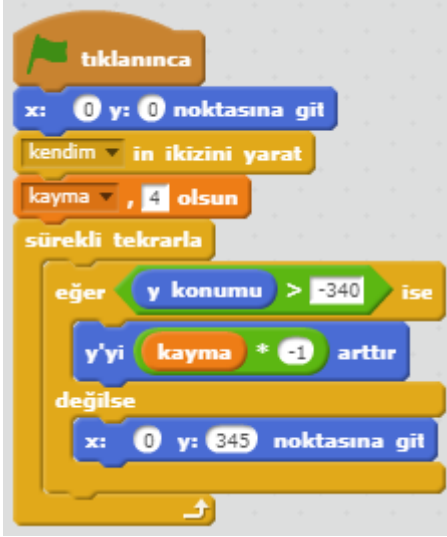 tıklanınca
x: 0 y: 0 noktasına git
kendim in ikizini yarat
kayma , 4 olsun
sürekli tekrarla
eğer y konumu > -340 ise
y'yi kayma * -1 arttır
değilse
x: 0 y: 345 noktasına git